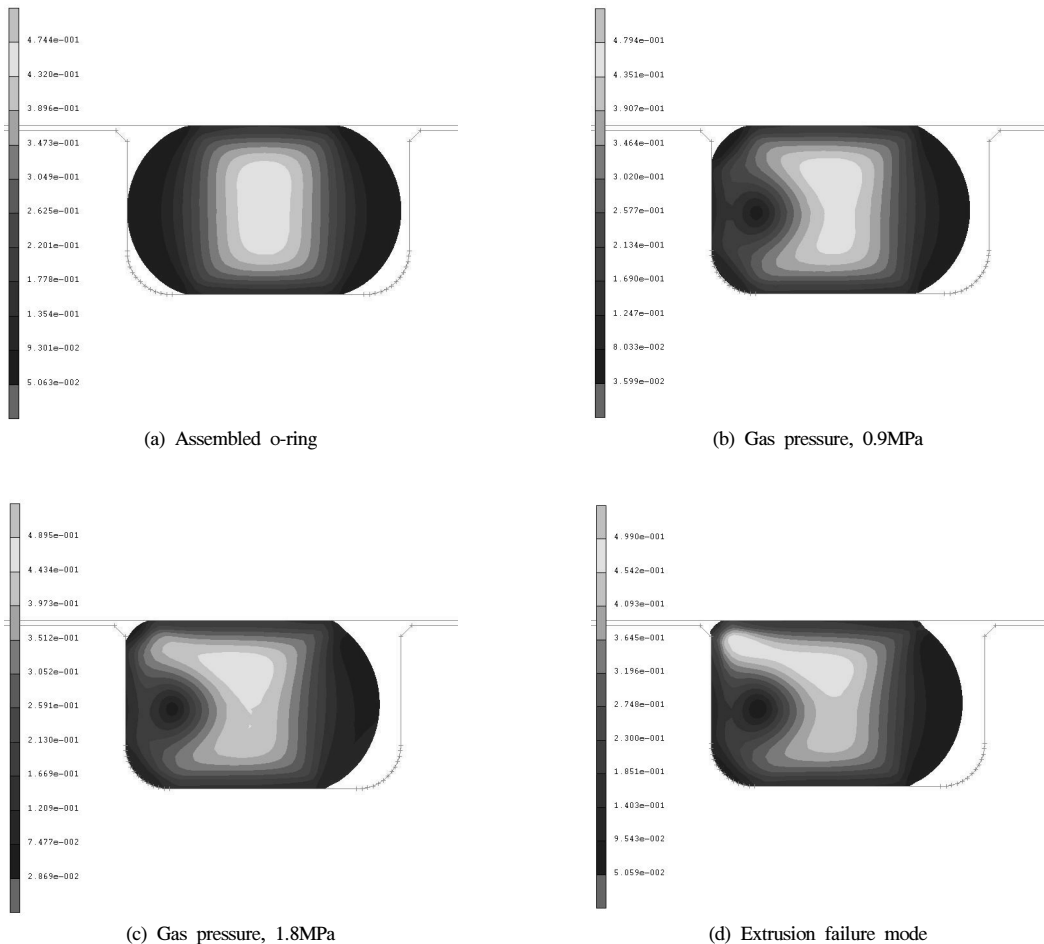 4.744e-001
4.320e-001
3.896e-001
3.473e-001
3.049e-001
2.625e-001
2.201e-001
1.778e-001
1.354e-001
9.301e-002
5.063e-002
(a) Assembled o-ring
4.794e-001
4.351e-001
3.907e-001
3.464e-001
3.020e-001
2.577e-001
2.134e-001
1.690e-001
1.247e-001
8.033e-002
3.599e-002
(b) Gas pressure, 0.9MPa
4.895e-001
4.434e-001
3.973e-001
3.512e-001
3.052e-001
2.591e-001
2.130e-001
1.669e-001
1.209e-001
7.477e-002
2.869e-002
(c) Gas pressure, 1.8MPa
4.990e-001
4.542e-001
4.093e-001
3.645e-001
3.196e-001
2.748e-001
2.300e-001
1.851e-001
1.403e-001
9.543e-002
5.059e-002
(d) Extrusion failure mode